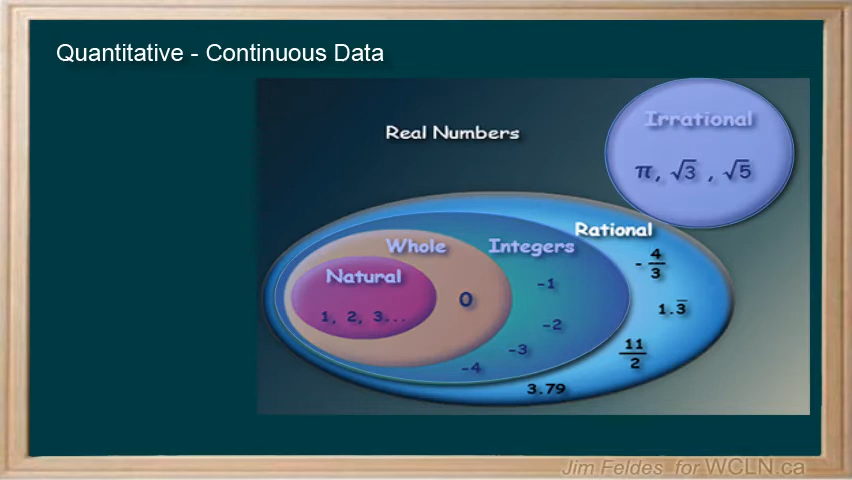 Quantitative - Continuous Data
Real Numbers
Irrational
π, √3 , √5
Rational
Whole
Integers
Natural
- 4/3
-1
0
1, 2, 3...
1.3̅
-2
-3
11/2
-4
3.79
Jim Feldes for WCLN.ca